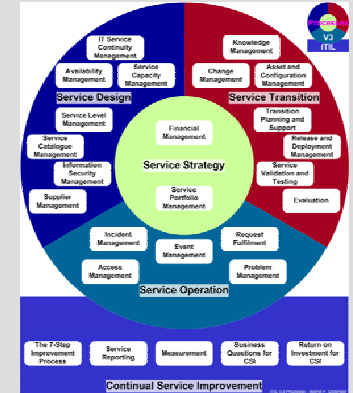 Processes
V3
ITIL
IT Service
Continuity
Management
Knowledge
Management
Availability
Management
Service
Capacity
Management
Change
Management
Asset and
Configuration
Management
Service Design
Service Transition
Service Level
Management
Transition
Planning and
Support
Financial
Management
Service
Catalogue
Management
Release and
Deployment
Management
Service Strategy
Information
Security
Management
Service
Validation and
Testing
Supplier
Management
Service
Portfolio
Management
Evaluation
Incident
Management
Event
Management
Request
Fulfilment
Access
Management
Problem
Management
Service Operation
The 7-Step
Improvement
Process
Service
Reporting
Measurement
Business
Questions for
CSI
Return on
Investment for
CSI
Continual Service Improvement